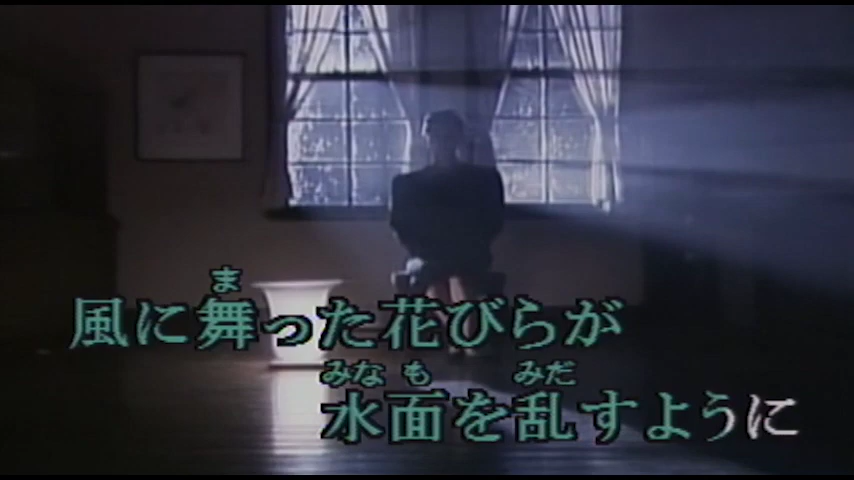 ま
風に舞った花びらが
みなも みだ
水面を乱すように